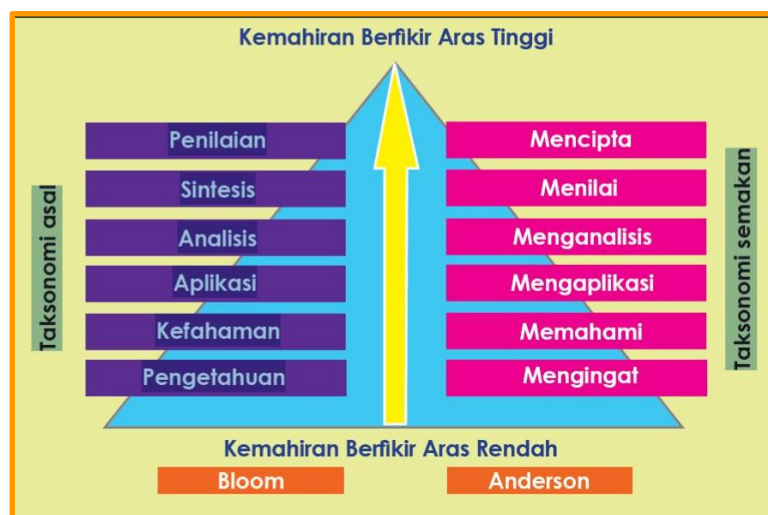 Kemahiran Berfikir Aras Tinggi
Taksonomi asal
Penilaian
Sintesis
Analisis
Aplikasi
Kefahaman
Pengetahuan
Mencipta
Menilai
Menganalisis
Mengaplikasi
Memahami
Mengingat
Taksonomi semakan
Kemahiran Berfikir Aras Rendah
Bloom
Anderson